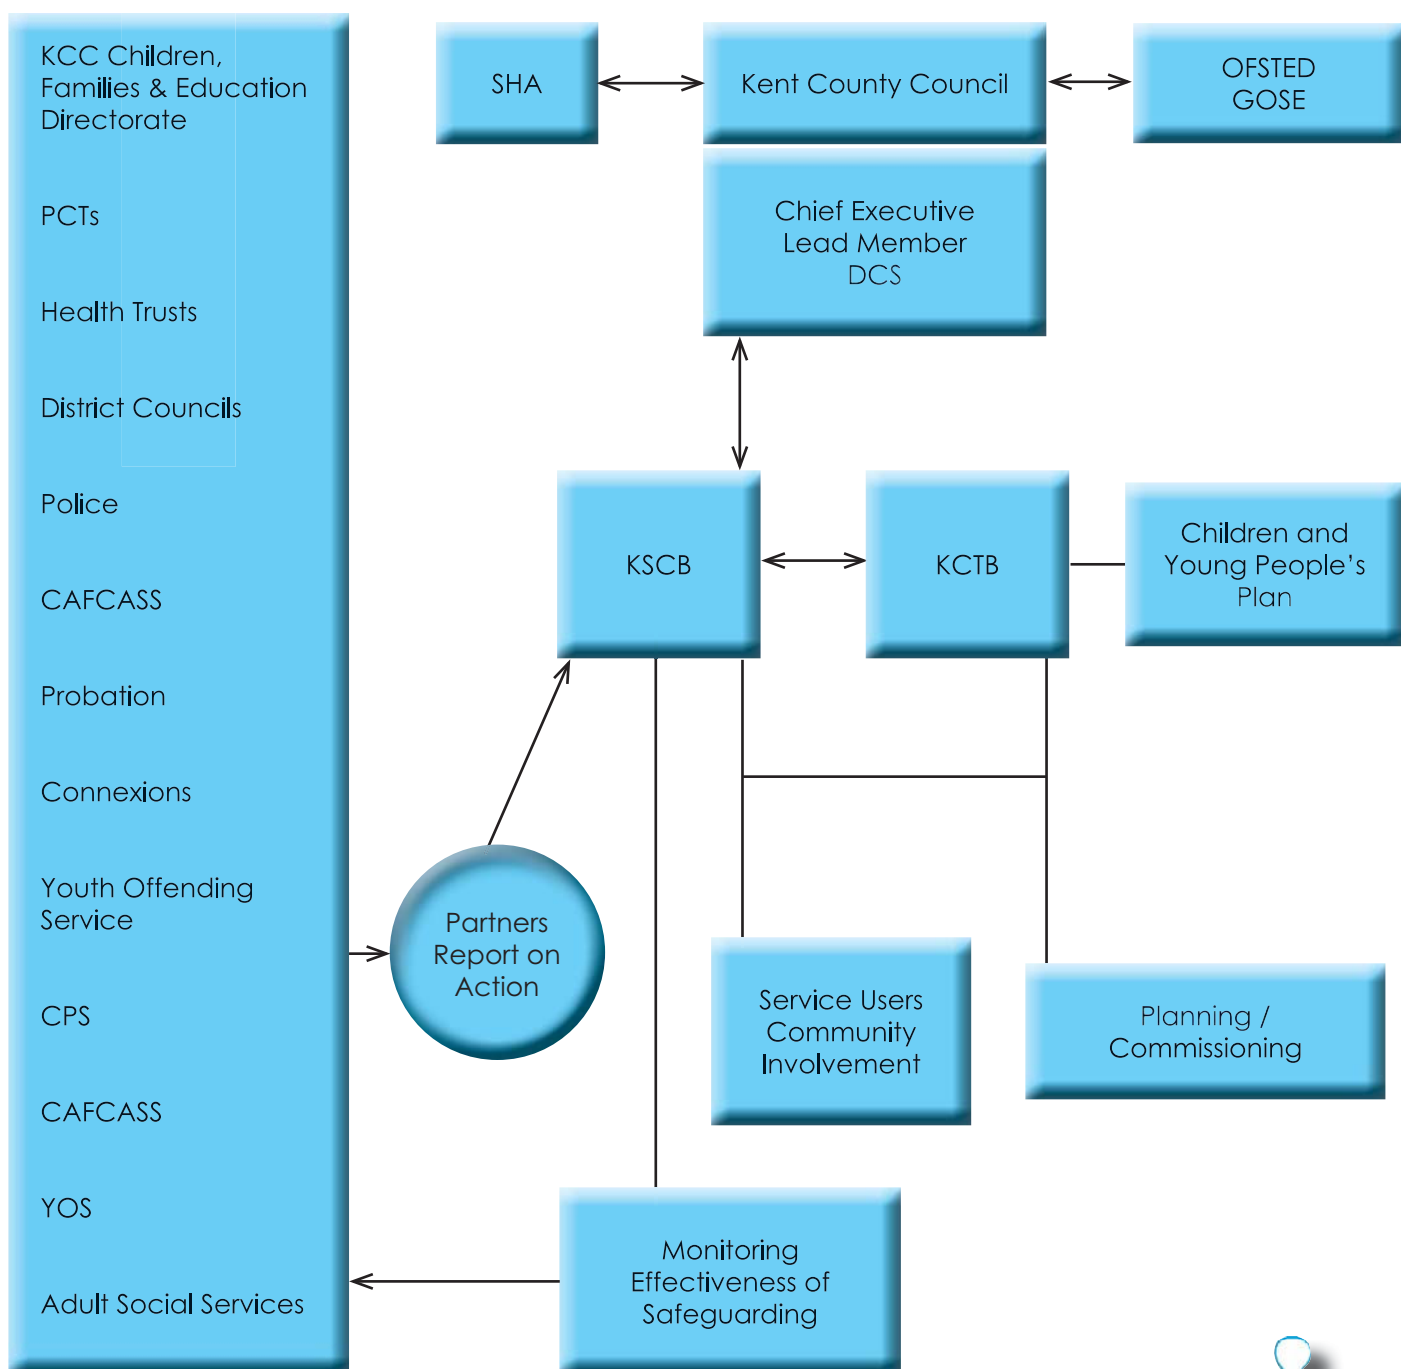 KCC Children,
Families & Education
Directorate
PCTs
Health Trusts
District Councils
Police
CAFCASS
Probation
Connexions
Youth Offending
Service
CPS
CAFCASS
YOS
Adult Social Services
SHA
Kent County Council
OFSTED
GOSE
Chief Executive
Lead Member
DCS
KSCB
KCTB
Children and
Young People’s
Plan
Partners
Report on
Action
Service Users
Community
Involvement
Planning /
Commissioning
Monitoring
Effectiveness of
Safeguarding